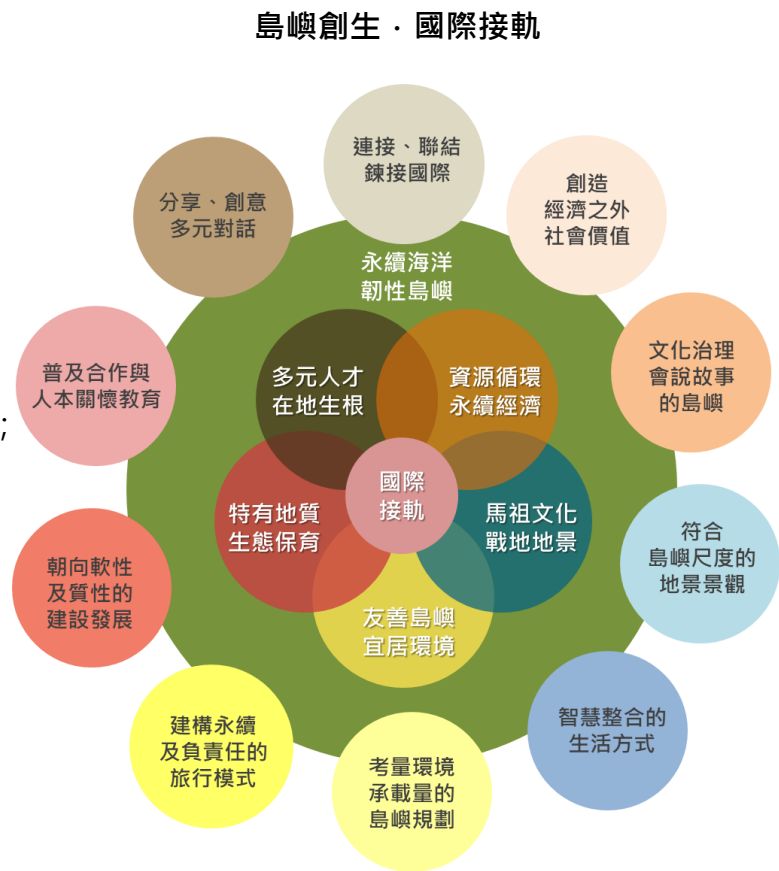 島嶼創生．國際接軌
連接、聯結
鍊接國際
創造
經濟之外
社會價值
分享、創意
多元對話
永續海洋
韌性島嶼
文化治理
會說故事
的島嶼
普及合作與
人本關懷教育
多元人才
在地生根
資源循環
永續經濟
;
國際
接軌
特有地質
生態保育
馬祖文化
戰地地景
符合
島嶼尺度的
地景景觀
朝向軟性
及質性的
建設發展
友善島嶼
宜居環境
智慧整合的
生活方式
建構永續
及負責任的
旅行模式
考量環境
承載量的
島嶼規劃